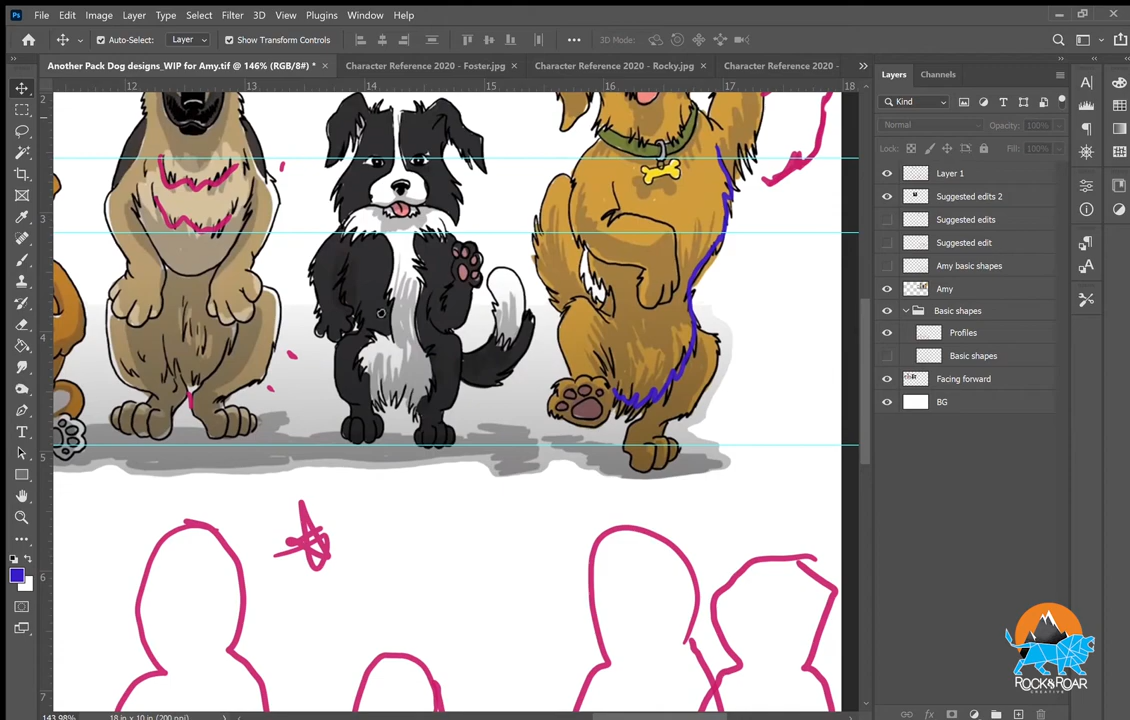 Ps File Edit Image Layer Type Select Filter 3D View Plugins Window Help
Auto-Select: Layer Show Transform Controls 3D Mode:
Another Pack Dog designs_WIP for Amy.tif @ 146% (RGB/8#) * × Character Reference 2020 - Foster.jpg × Character Reference 2020 - Rocky.jpg × Character Reference 2020 -
12 13 14 15 16 17 18
2
3
4
5
6
7
Layers Channels
Kind
Normal Opacity: 100%
Lock: Fill: 100%
Layer 1
Suggested edits 2
Suggested edits
Suggested edit
Amy basic shapes
Amy
Basic shapes
Profiles
Basic shapes
Facing forward
BG
fx
ROCK&ROAR
CREATIVE
143.98% 18 in x 10 in (200 ppi)